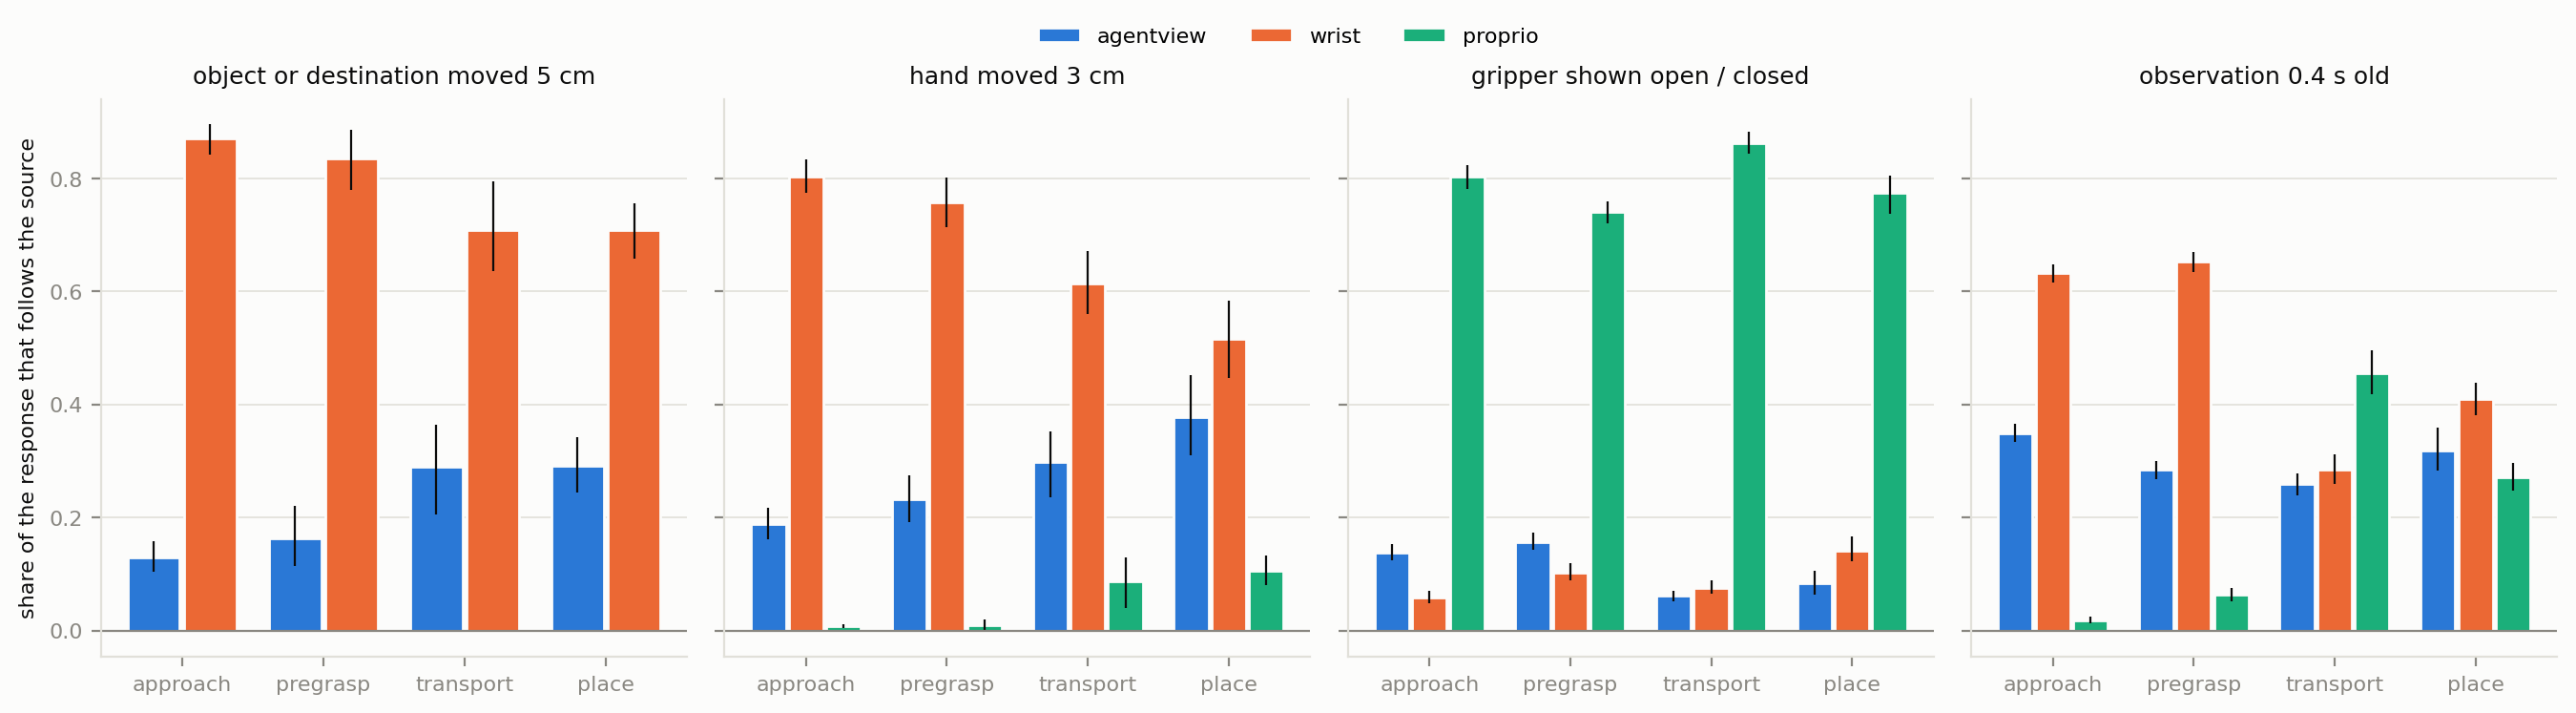 agentview wrist proprio
object or destination moved 5 cm
hand moved 3 cm
gripper shown open / closed
observation 0.4 s old
share of the response that follows the source
0.8
0.6
0.4
0.2
0.0
approach pregrasp transport place
approach pregrasp transport place
approach pregrasp transport place
approach pregrasp transport place